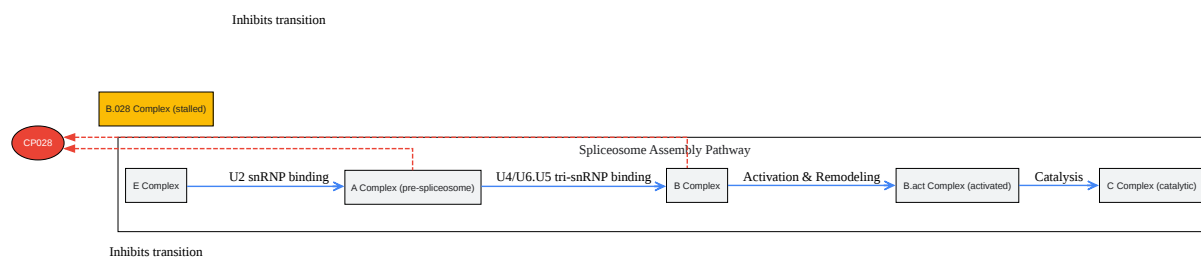 Inhibits transition
B.028 Complex (stalled)
CP028
Spliceosome Assembly Pathway
E Complex
U2 snRNP binding
A Complex (pre-spliceosome)
U4/U6.U5 tri-snRNP binding
B Complex
Activation & Remodeling
B.act Complex (activated)
Catalysis
C Complex (catalytic)
Inhibits transition